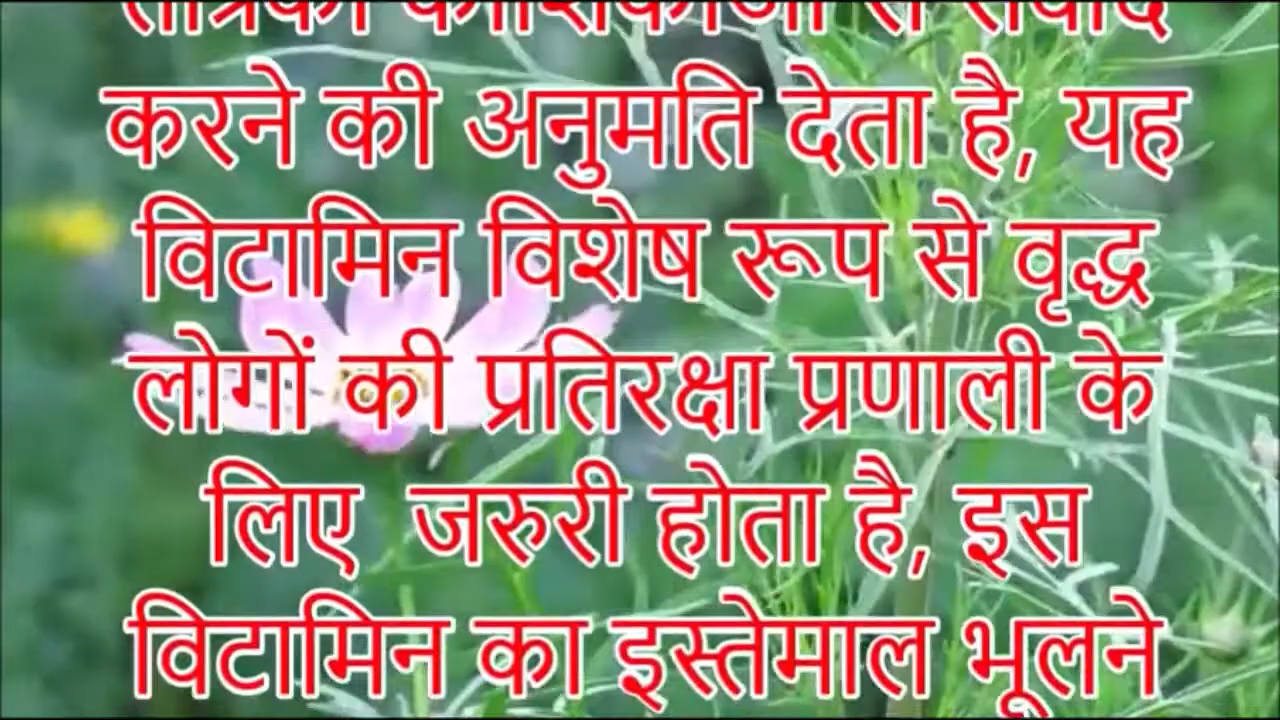 करने की अनुमति देता है, यह
विटामिन विशेष रूप से वृद्ध
लोगों की प्रतिरक्षा प्रणाली के
लिए जरुरी होता है, इस
विटामिन का इस्तेमाल भूलने